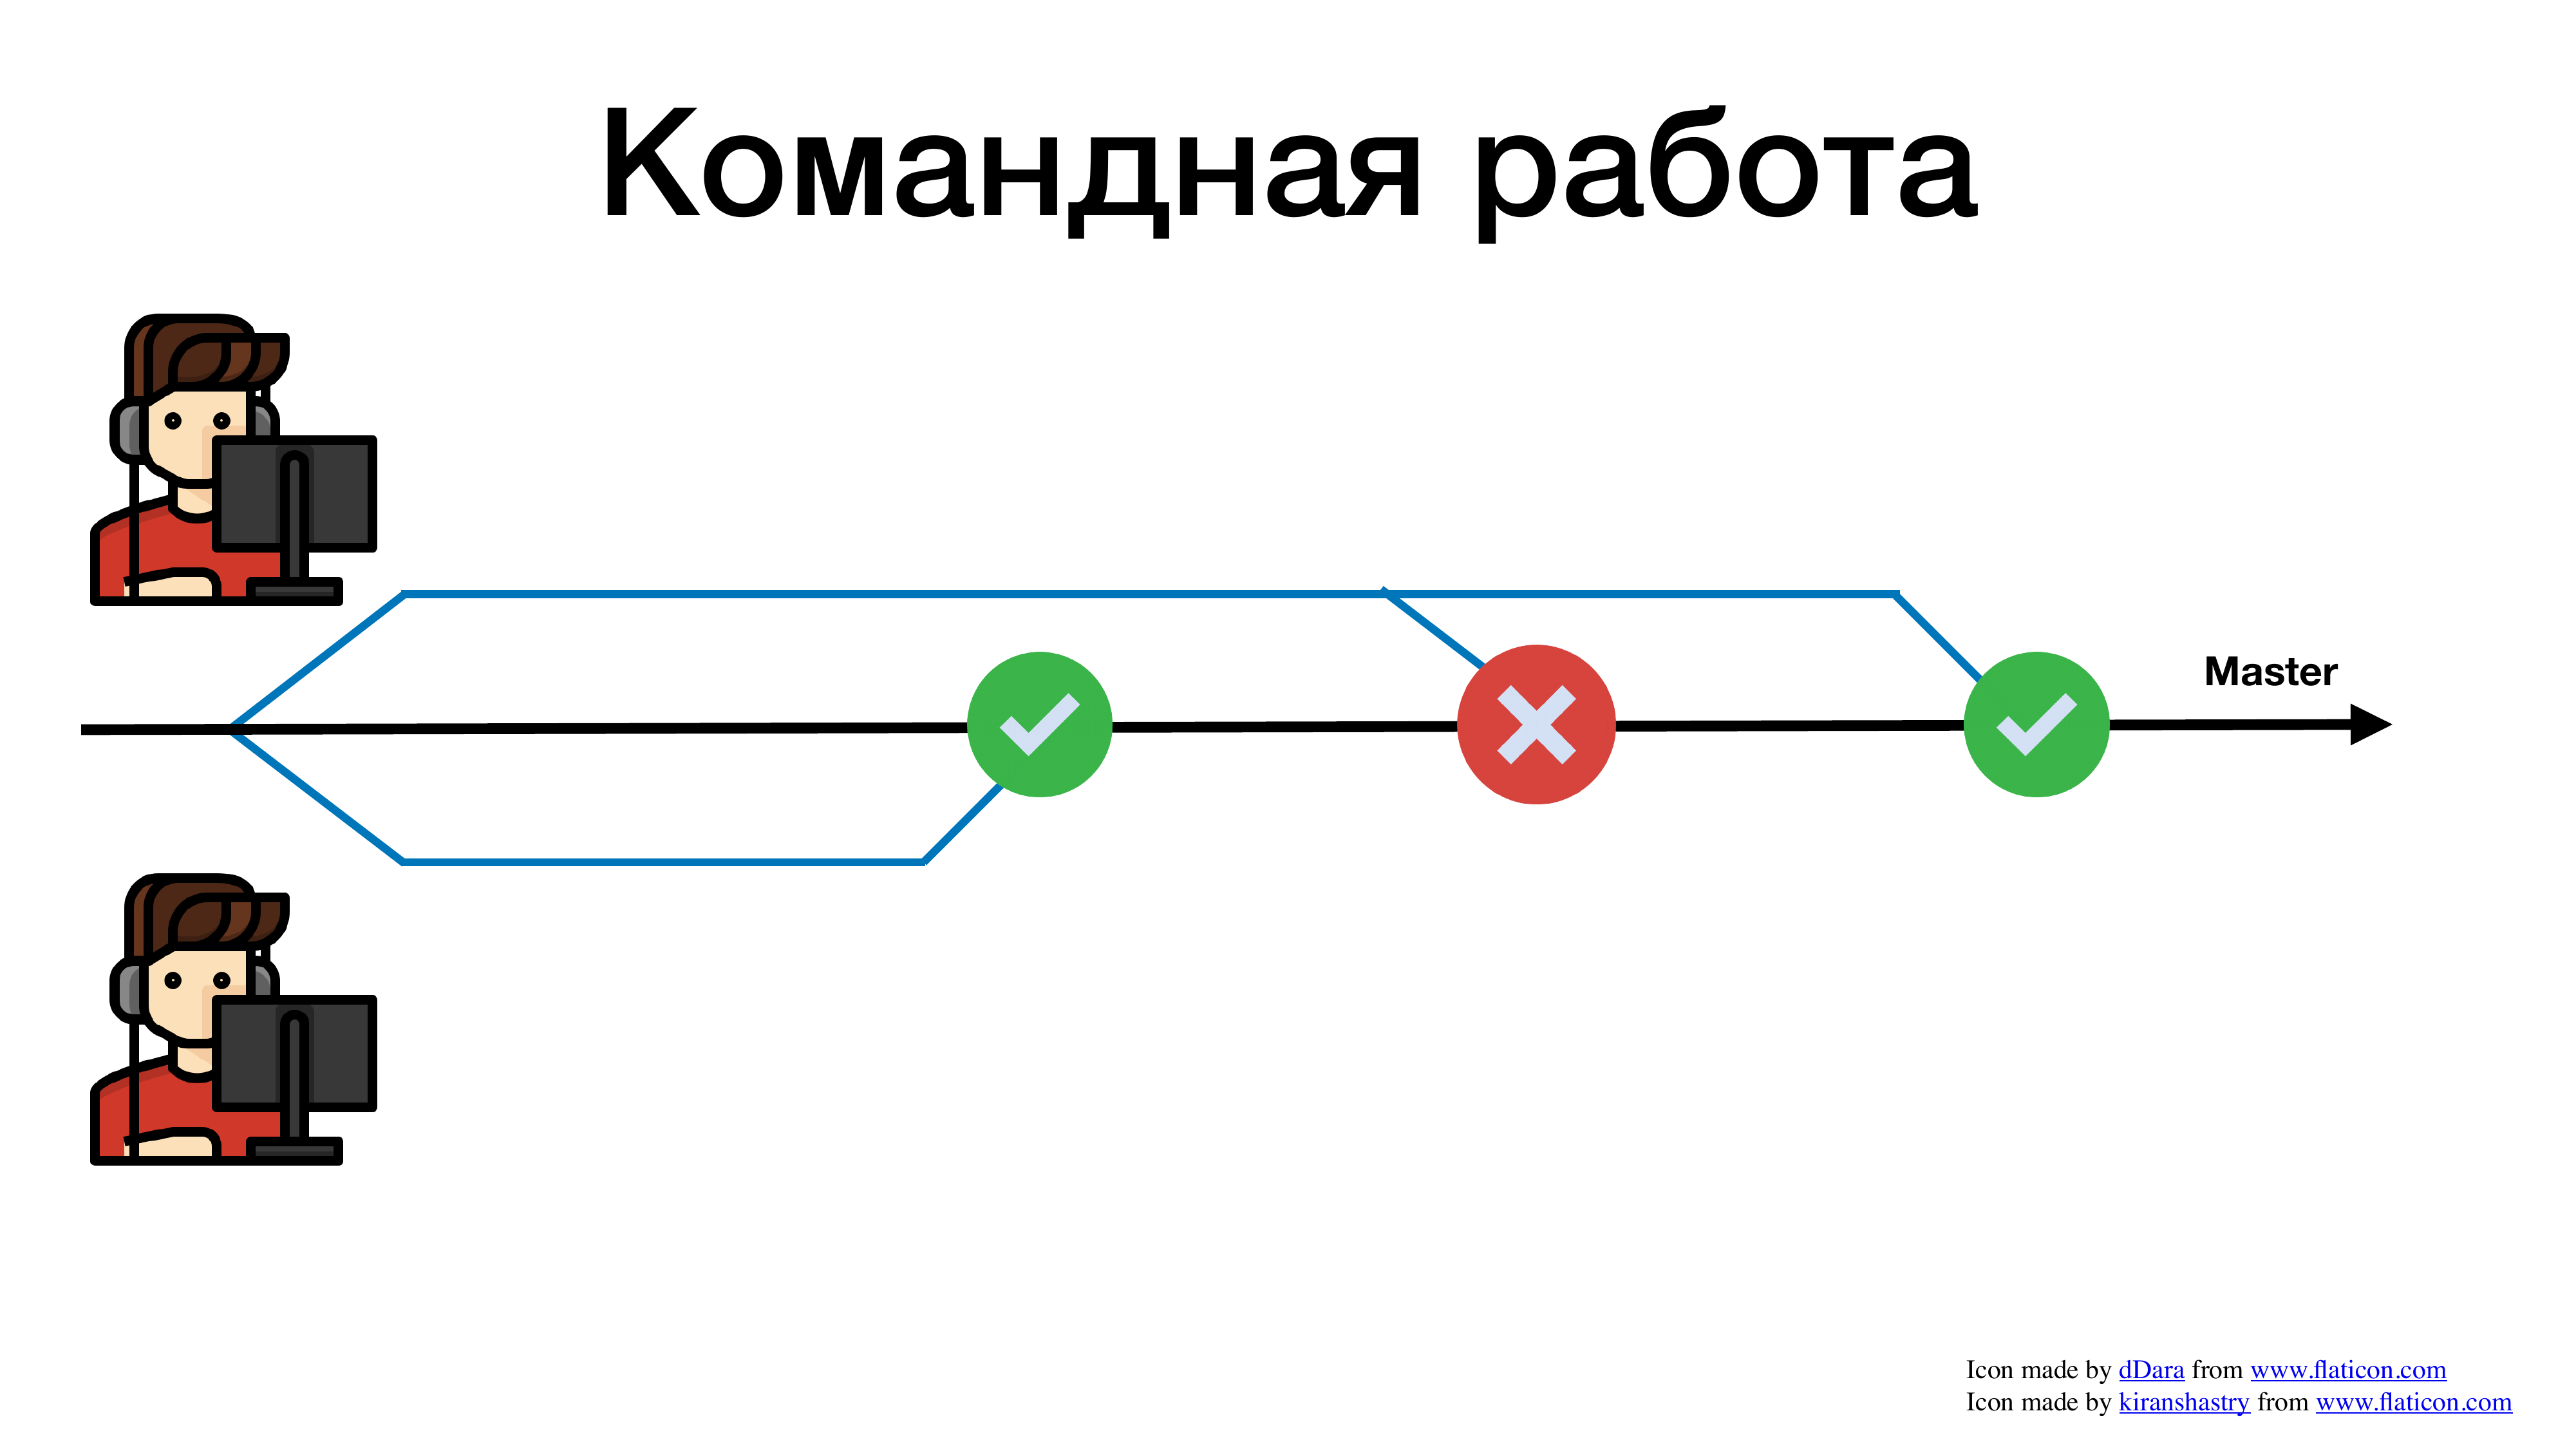 Командная работа
Master
Icon made by dDara from www.flaticon.com
Icon made by kiranshastry from www.flaticon.com